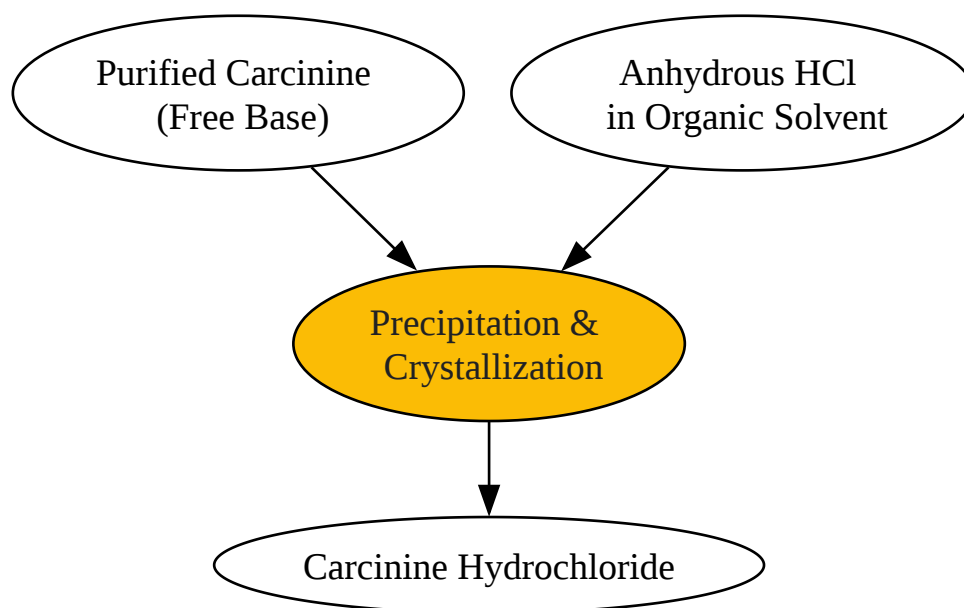 Purified Carcinine
(Free Base)
Anhydrous HCl
in Organic Solvent
Precipitation &
Crystallization
Carcinine Hydrochloride